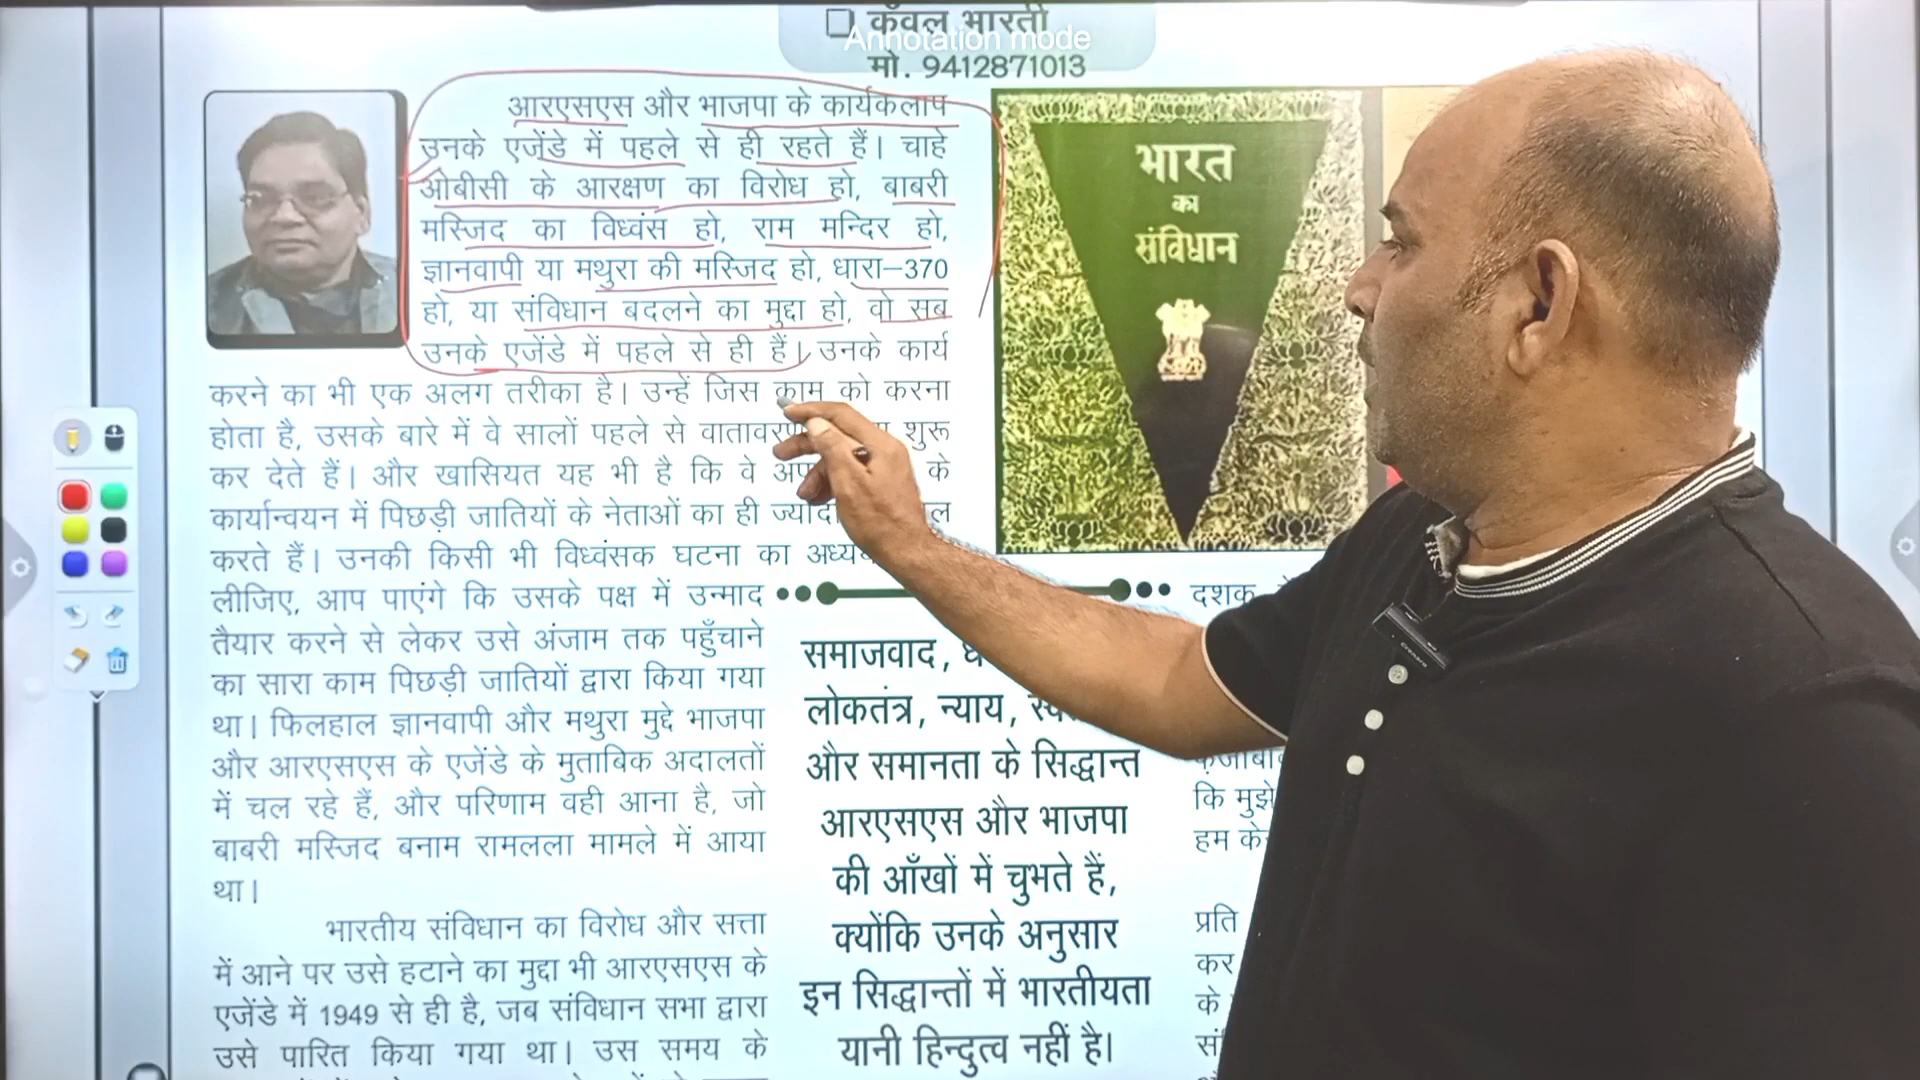 कँवल भारती
Annotation mode
मो. 9412871013
आरएसएस और भाजपा के कार्यकलाप
उनके एजेंडे में पहले से ही रहते हैं। चाहे
ओबीसी के आरक्षण का विरोध हो, बाबरी
मस्जिद का विध्वंस हो, राम मन्दिर हो,
ज्ञानवापी या मथुरा की मस्जिद हो, धारा–370
हो, या संविधान बदलने का मुद्दा हो, वो सब
उनके एजेंडे में पहले से ही हैं। उनके कार्य
करने का भी एक अलग तरीका है। उन्हें जिस काम को करना
होता है, उसके बारे में वे सालों पहले से शुरू
कर देते हैं। और खासियत यह भी है कि वे के
कार्यान्वयन में पिछड़ी जातियों के नेताओं का ही
करते हैं। उनकी किसी भी विध्वंसक घटना का
लीजिए, आप पाएंगे कि उसके पक्ष में उन्माद
तैयार करने से लेकर उसे अंजाम तक पहुँचाने
का सारा काम पिछड़ी जातियों द्वारा किया गया
था। फिलहाल ज्ञानवापी और मथुरा मुद्दे भाजपा
और आरएसएस के एजेंडे के मुताबिक अदालतों
में चल रहे हैं, और परिणाम वही आना है, जो
बाबरी मस्जिद बनाम रामलला मामले में आया
था।
भारतीय संविधान का विरोध और सत्ता
में आने पर उसे हटाने का मुद्दा भी आरएसएस के
एजेंडे में 1949 से ही है, जब संविधान सभा द्वारा
उसे पारित किया गया था। उस समय के
भारत
का
संविधान
समाजवाद,
लोकतंत्र, न्याय,
और समानता के सिद्धान्त
आरएसएस और भाजपा
की आँखों में चुभते हैं,
क्योंकि उनके अनुसार
इन सिद्धान्तों में भारतीयता
यानी हिन्दुत्व नहीं है।
दशक
कि मुझे
हम
प्रति
कर
के